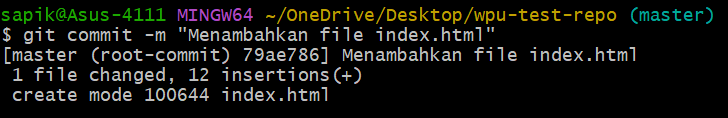 sapik@Asus-4111 MINGW64 ~/OneDrive/Desktop/wpu-test-repo (master)
$ git commit -m "Menambahkan file index.html"
[master (root-commit) 79ae786] Menambahkan file index.html
 1 file changed, 12 insertions(+)
 create mode 100644 index.html